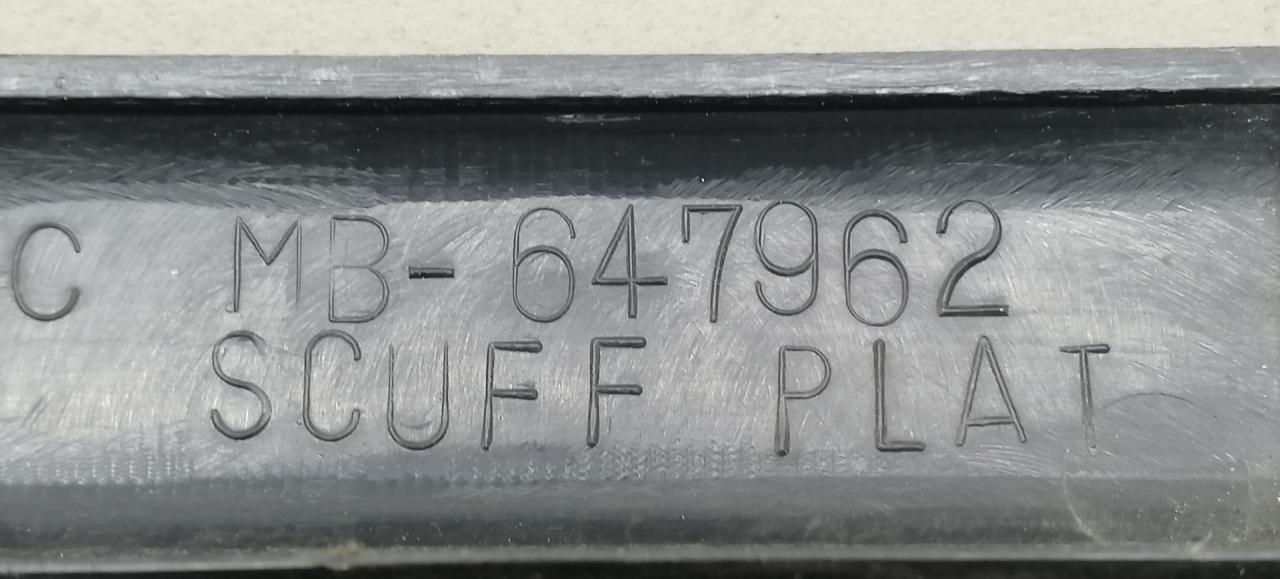 C MB-647962
SCUFF PLAT